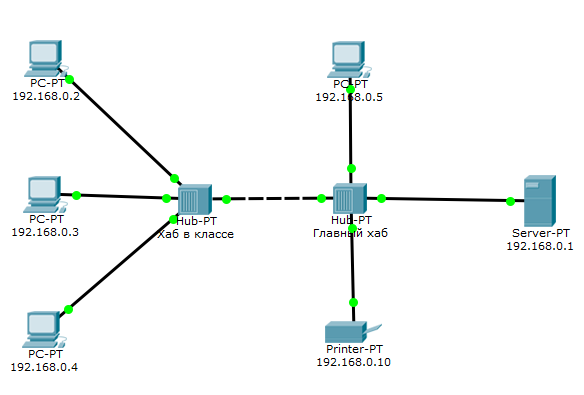 PC-PT
192.168.0.2
PC-PT
192.168.0.5
PC-PT
192.168.0.3
Hub-PT
Хаб в классе
Hub-PT
Главный хаб
Server-PT
192.168.0.1
PC-PT
192.168.0.4
Printer-PT
192.168.0.10